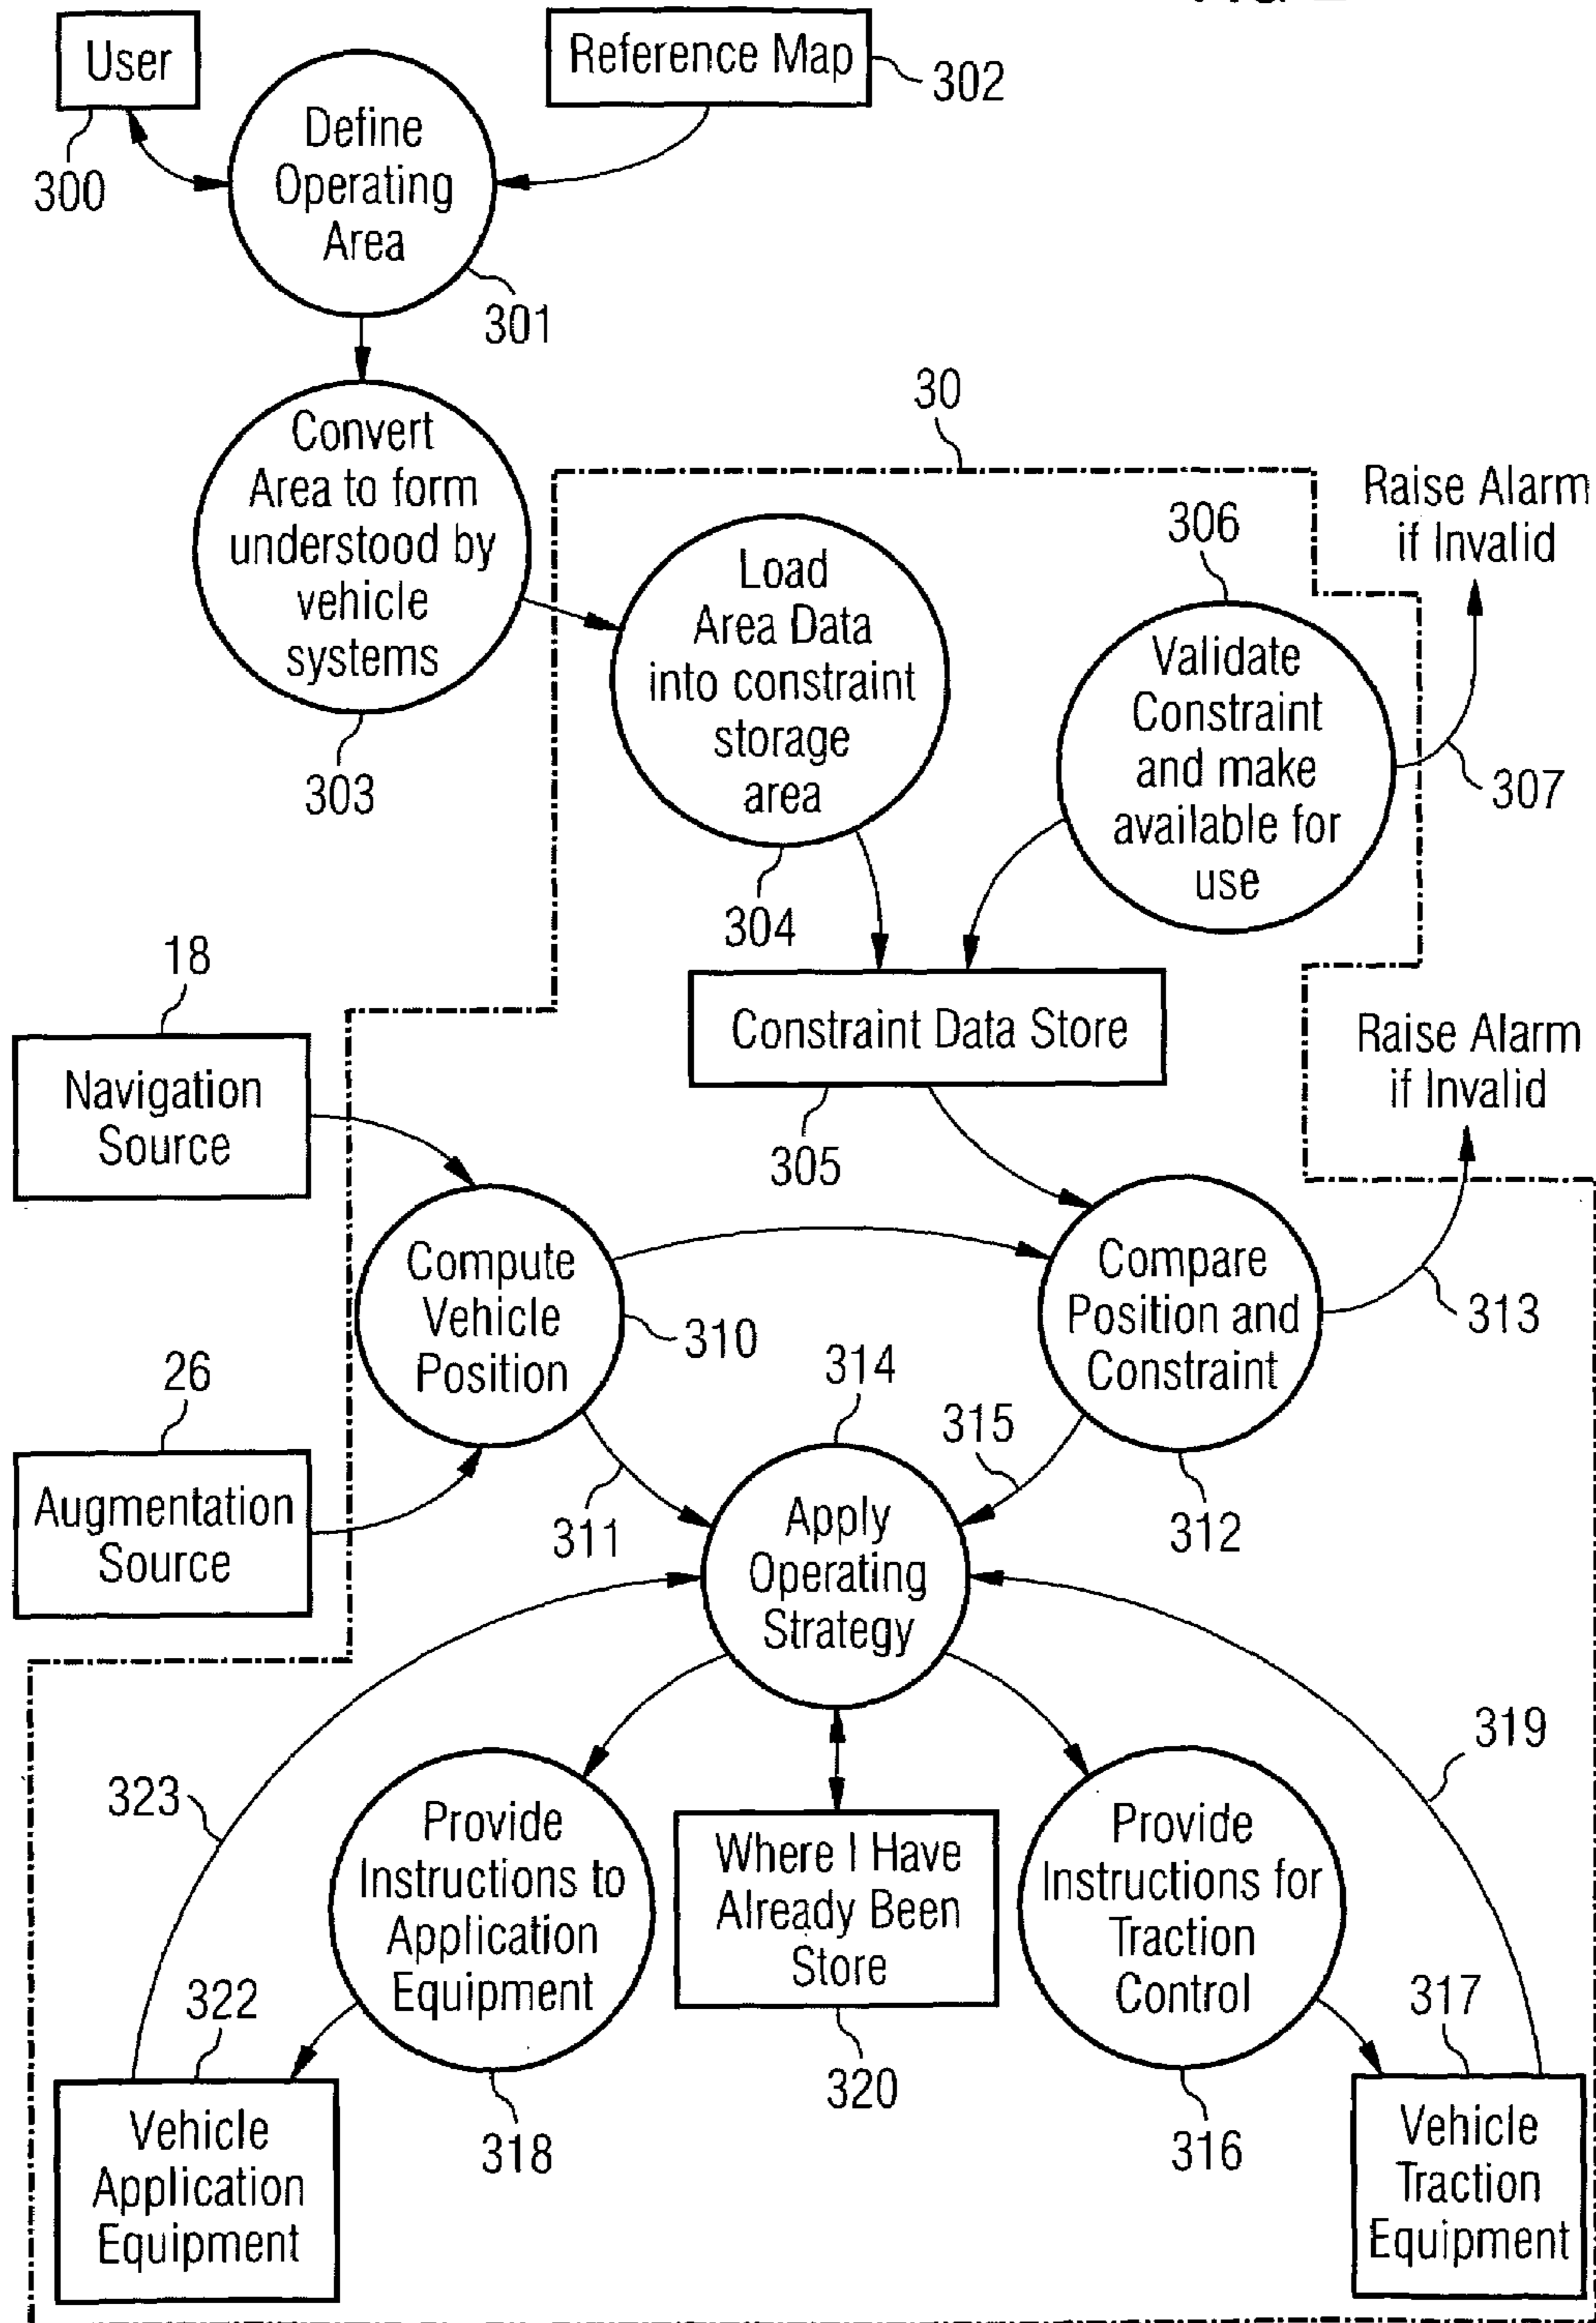 User
Reference Map
302
300
Define
Operating
Area
301
Convert
Area to form
understood by
vehicle
systems
303
30
Raise Alarm
if Invalid
306
Load
Area Data
into constraint
storage
area
304
Validate
Constraint
and make
available for
use
307
18
Navigation
Source
Constraint Data Store
305
Raise Alarm
if Invalid
Compute
Vehicle
Position
310
Compare
Position and
Constraint
313
312
26
Augmentation
Source
314
315
311
Apply
Operating
Strategy
319
323
Provide
Instructions to
Application
Equipment
318
Where I Have
Already Been
Store
320
Provide
Instructions for
Traction
Control
316
322
Vehicle
Application
Equipment
317
Vehicle
Traction
Equipment